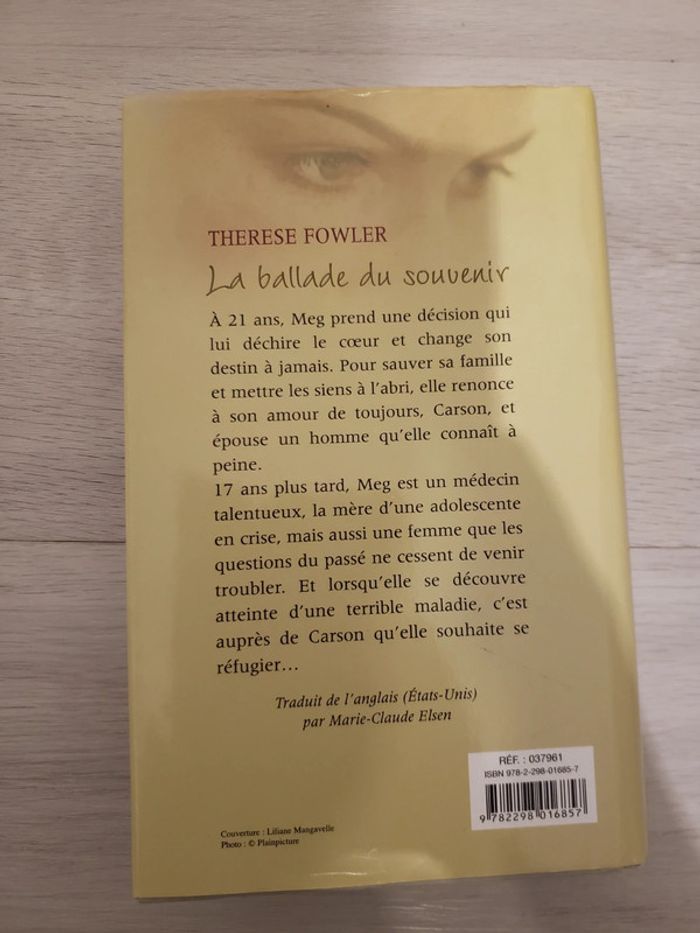 THERESE FOWLER
La ballade du souvenir
À 21 ans, Meg prend une décision qui
lui déchire le cœur et change son
destin à jamais. Pour sauver sa famille
et mettre les siens à l'abri, elle renonce
à son amour de toujours, Carson, et
épouse un homme qu'elle connaît à
peine.
17 ans plus tard, Meg est un médecin
talentueux, la mère d'une adolescente
en crise, mais aussi une femme que les
questions du passé ne cessent de venir
troubler. Et lorsqu'elle se découvre
atteinte d'une terrible maladie, c'est
auprès de Carson qu'elle souhaite se
réfugier…
Traduit de l'anglais (États-Unis)
par Marie-Claude Elsen
RÉF. : 037961
ISBN 978-2-298-01685-7
9 782298 016857
Couverture : Liliane Mangavelle
Photo : © Plainpicture